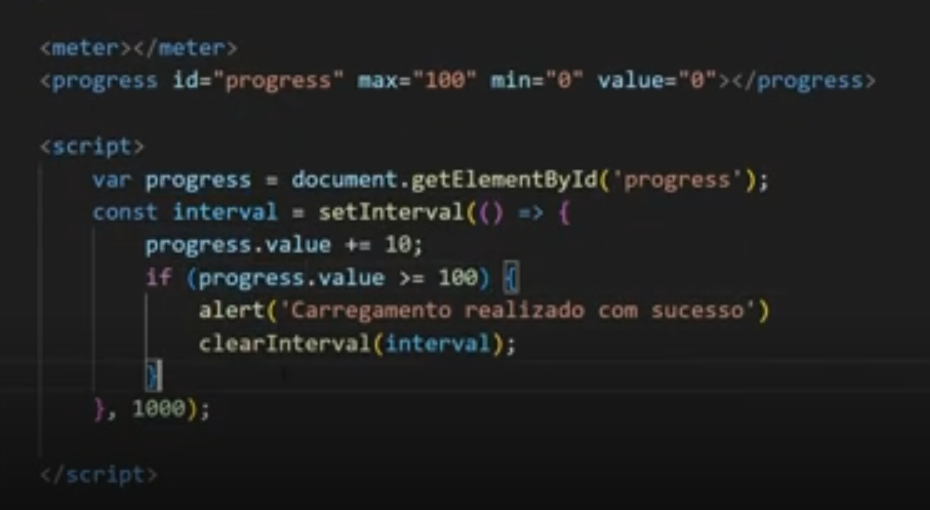 <meter></meter>
<progress id="progress" max="100" min="0" value="0"></progress>
<script>
var progress = document.getElementById('progress');
const interval = setInterval(() => {
progress.value += 10;
if (progress.value >= 100) {
alert('Carregamento realizado com sucesso')
clearInterval(interval);
}
}, 1000);
</script>